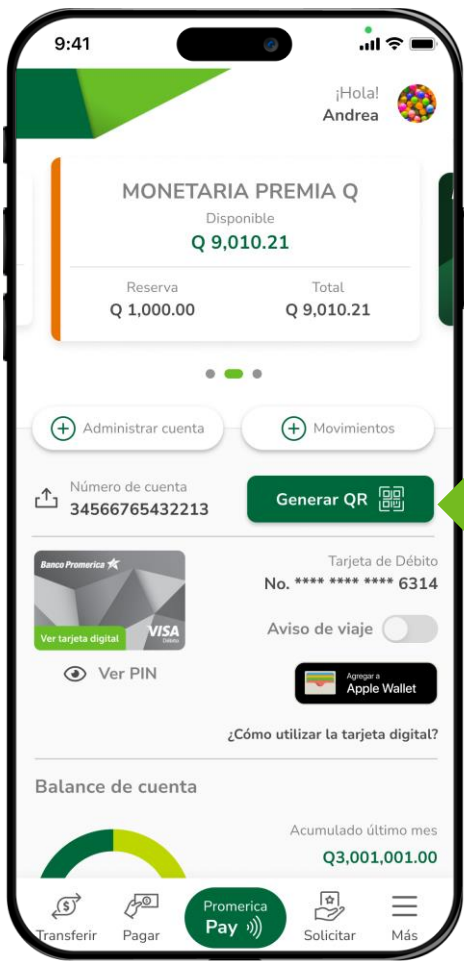 9:41
¡Hola!
Andrea
MONETARIA PREMIA Q
Disponible
Q 9,010.21
Reserva
Q 1,000.00
Total
Q 9,010.21
Administrar cuenta
Movimientos
Número de cuenta
34566765432213
Generar QR
Banco Promerica
Ver tarjeta digital
VISA
Débito
Tarjeta de Débito
No. **** **** **** 6314
Aviso de viaje
Ver PIN
Agregar a
Apple Wallet
¿Cómo utilizar la tarjeta digital?
Balance de cuenta
Acumulado último mes
Q3,001,001.00
Transferir
Pagar
Promerica
Pay
Solicitar
Más